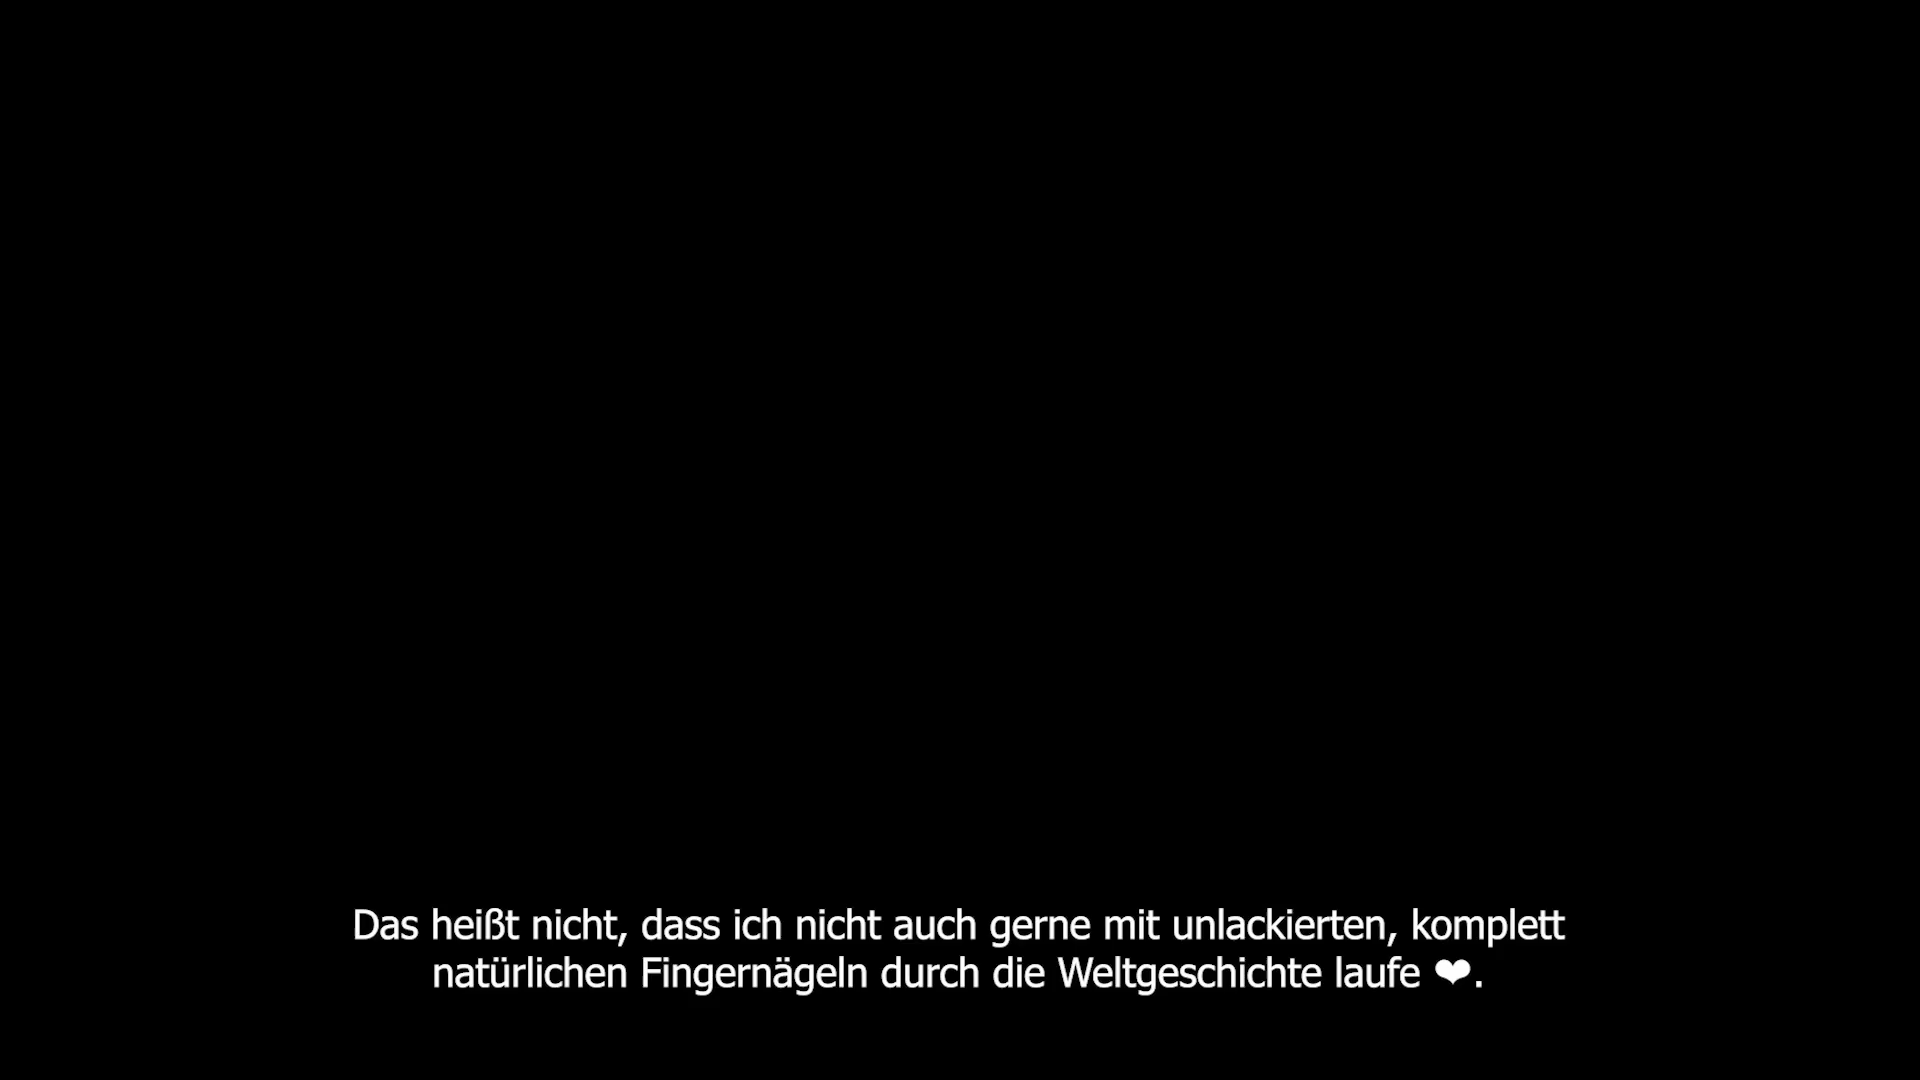 Das heißt nicht, dass ich nicht auch gerne mit unlackierten, komplett
natürlichen Fingernägeln durch die Weltgeschichte laufe ❤.